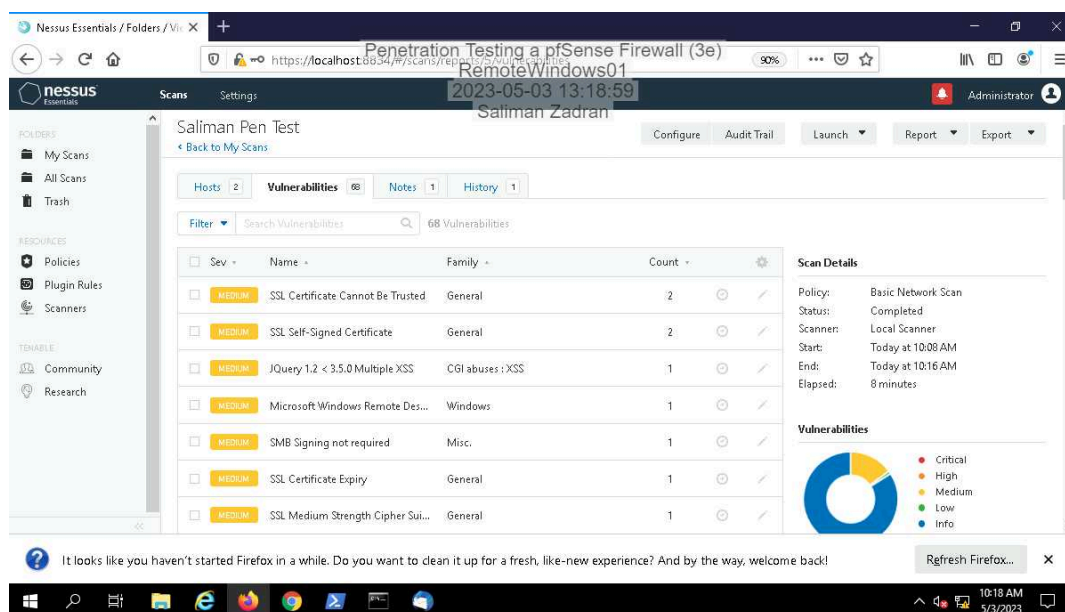 Nessus Essentials / Folders / Vi
https://localhost:8834/#/scans/reports/5/vulnerabilities
90%
Penetration Testing a pfSense Firewall (3e)
RemoteWindows01
2023-05-03 13:18:59
Saliman Zadran
nessus
Essentials
Scans
Settings
Administrator
FOLDERS
My Scans
All Scans
Trash
RESOURCES
Policies
Plugin Rules
Scanners
TENABLE
Community
Research
Saliman Pen Test
Back to My Scans
Configure
Audit Trail
Launch
Report
Export
Hosts 2
Vulnerabilities 68
Notes 1
History 1
Filter
Search Vulnerabilities
68 Vulnerabilities
Sev Name Family Count
MEDIUM SSL Certificate Cannot Be Trusted General 2
MEDIUM SSL Self-Signed Certificate General 2
MEDIUM JQuery 1.2 < 3.5.0 Multiple XSS CGI abuses : XSS 1
MEDIUM Microsoft Windows Remote Des... Windows 1
MEDIUM SMB Signing not required Misc. 1
MEDIUM SSL Certificate Expiry General 1
MEDIUM SSL Medium Strength Cipher Sui... General 1
Scan Details
Policy: Basic Network Scan
Status: Completed
Scanner: Local Scanner
Start: Today at 10:08 AM
End: Today at 10:16 AM
Elapsed: 8 minutes
Vulnerabilities
Critical
High
Medium
Low
Info
It looks like you haven't started Firefox in a while. Do you want to clean it up for a fresh, like-new experience? And by the way, welcome back!
Refresh Firefox...
10:18 AM
5/3/2023